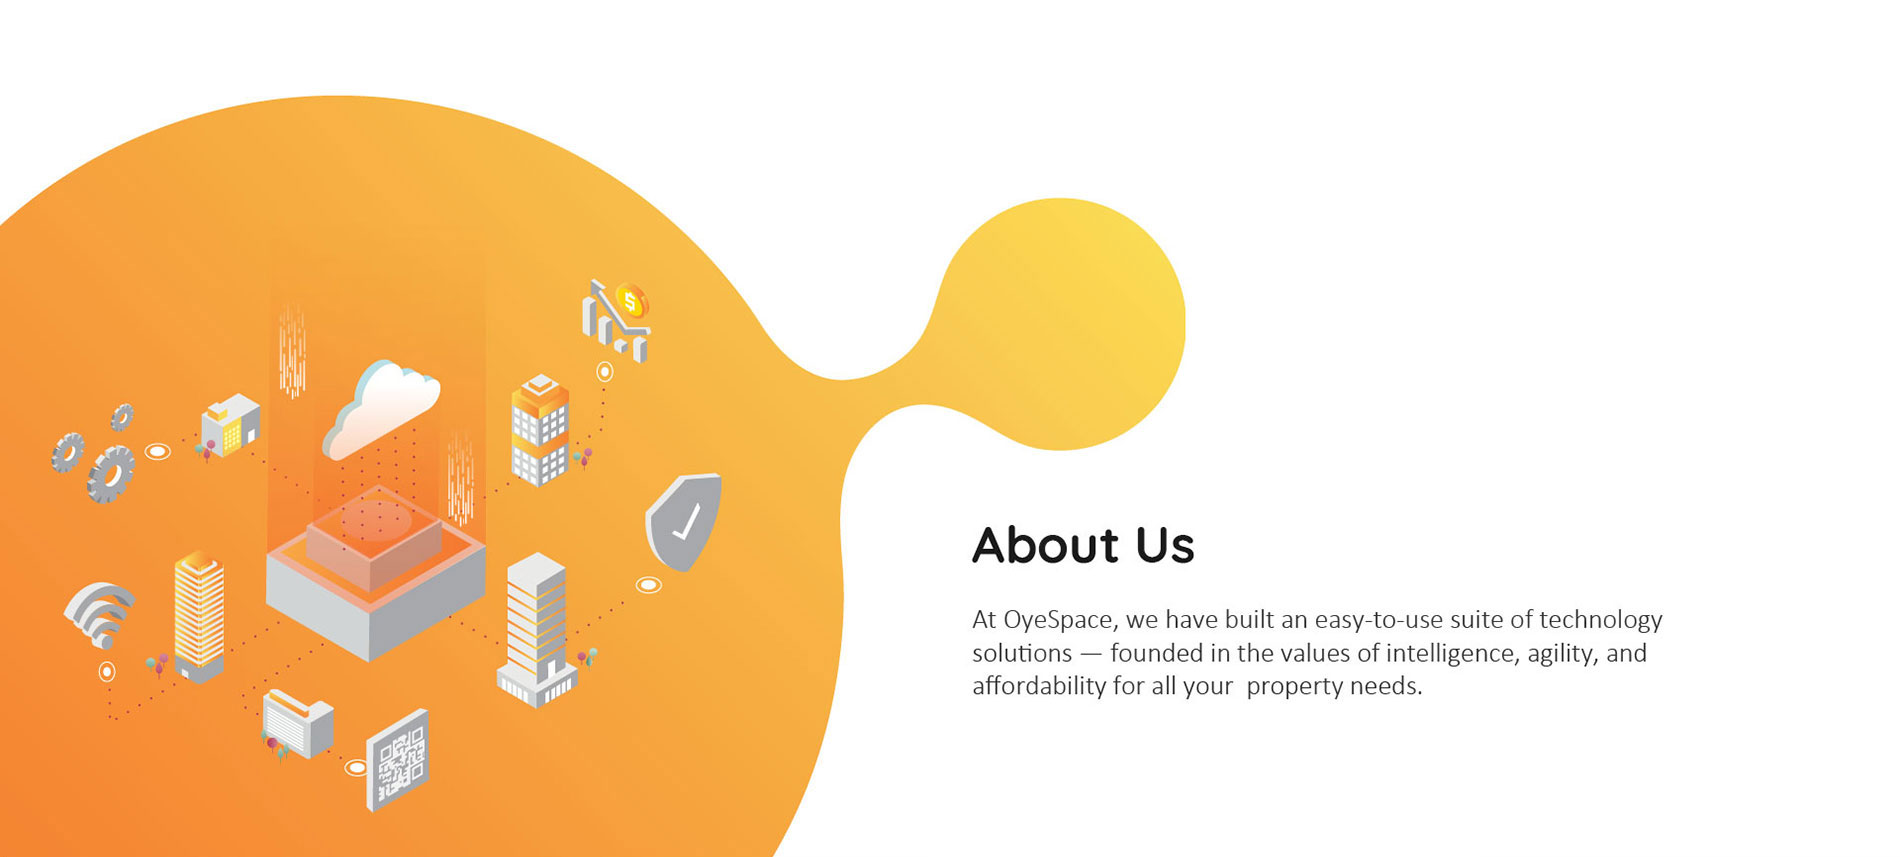 About Us
At OyeSpace, we have built an easy-to-use suite of technology
solutions — founded in the values of intelligence, agility, and
affordability for all your  property needs.